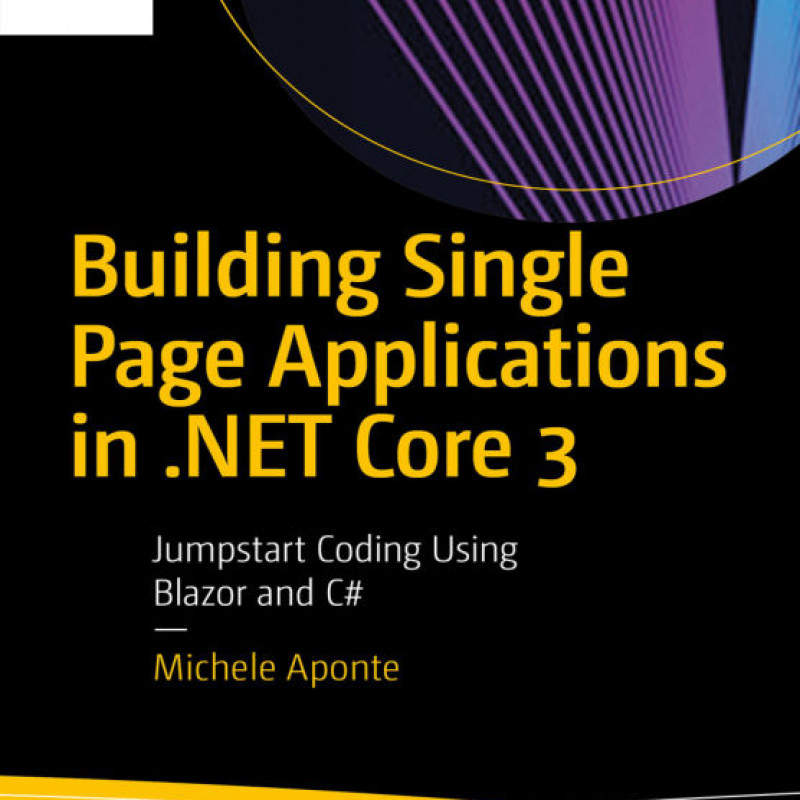 Building Single
Page Applications
in .NET Core 3
Jumpstart Coding Using
Blazor and C#
Michele Aponte